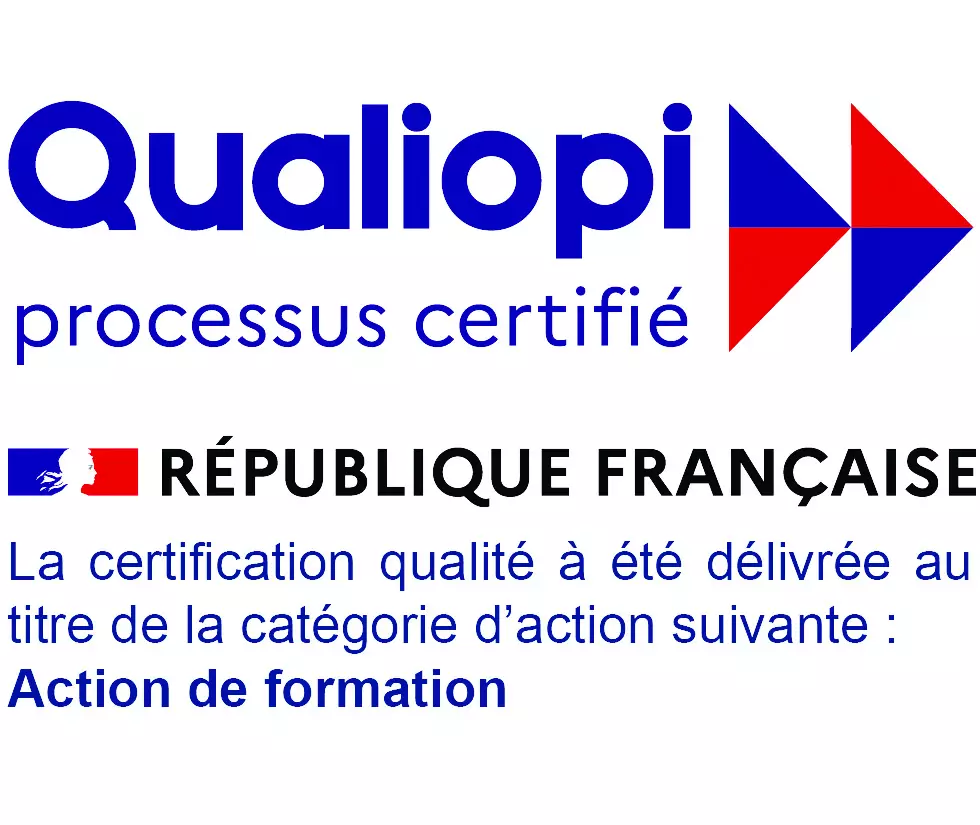 Qualiopi
processus certifié
RÉPUBLIQUE FRANÇAISE
La certification qualité à été délivrée au
titre de la catégorie d’action suivante :
Action de formation